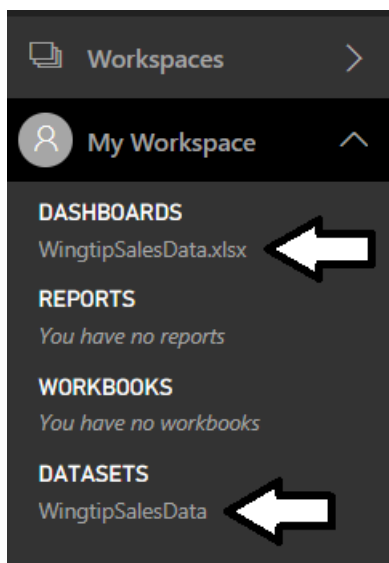 Workspaces
My Workspace
DASHBOARDS
WingtipSalesData.xlsx
REPORTS
You have no reports
WORKBOOKS
You have no workbooks
DATASETS
WingtipSalesData